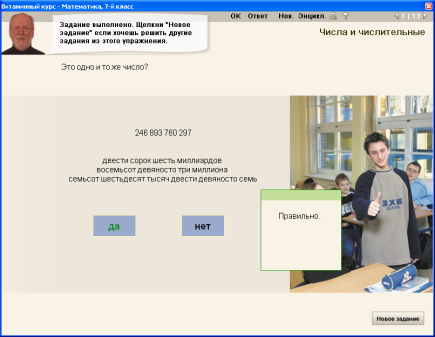 Витаминный курс - Математика, 7-й класс
Задание выполнено. Щелкни "Новое
задание" если хочешь решить другие
задания из этого упражнения.
OK Ответ Нов. Энцикл.
1 | 13
Числа и числительные
Это одно и то же число?
246 893 760 297
двести сорок шесть миллиардов
восемьсот девяносто три миллиона
семьсот шестьдесят тысяч двести девяносто семь
да
нет
Правильно.
Новое задание